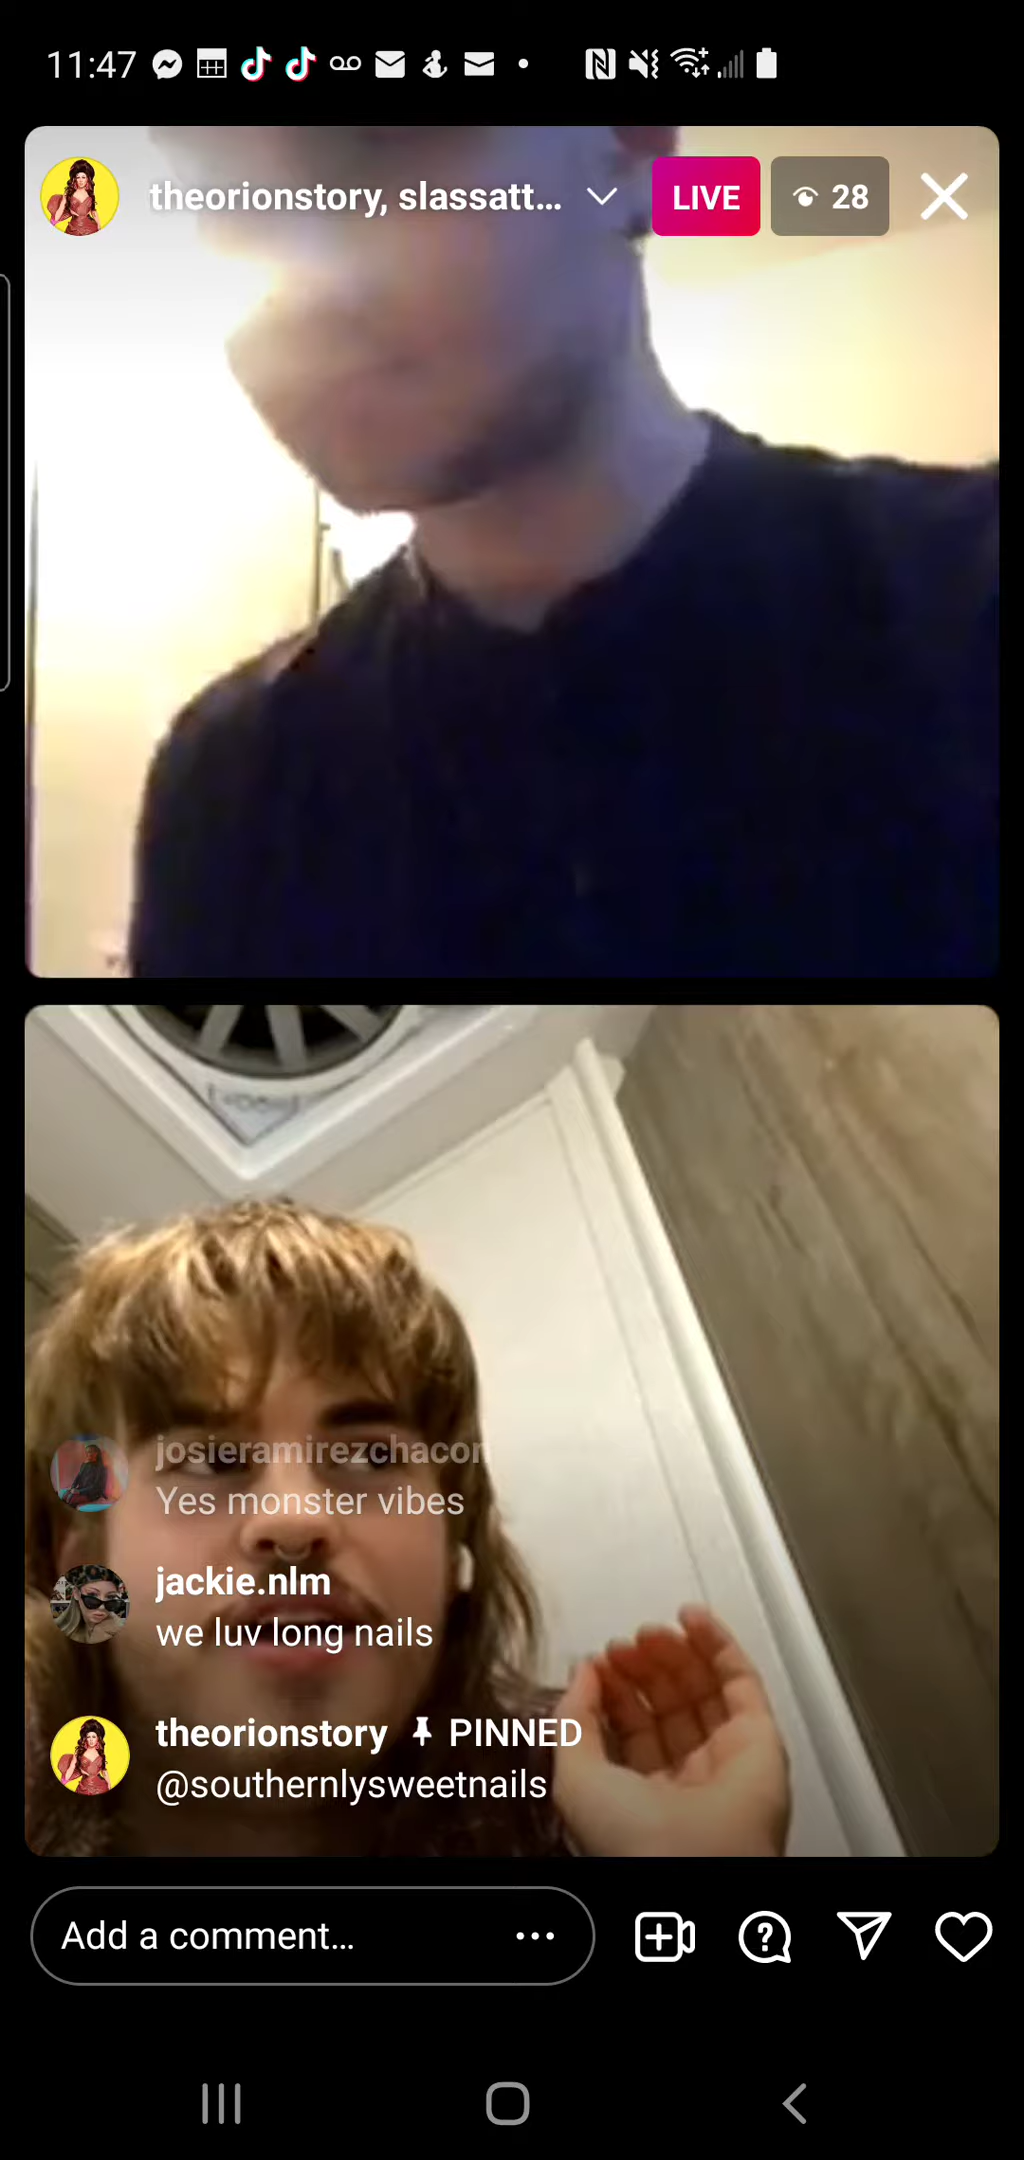 11:47
theorionstory, slassatt...
LIVE
28
josieramirezchacon
Yes monster vibes
jackie.nlm
we luv long nails
theorionstory PINNED
@southernlysweetnails
Add a comment...